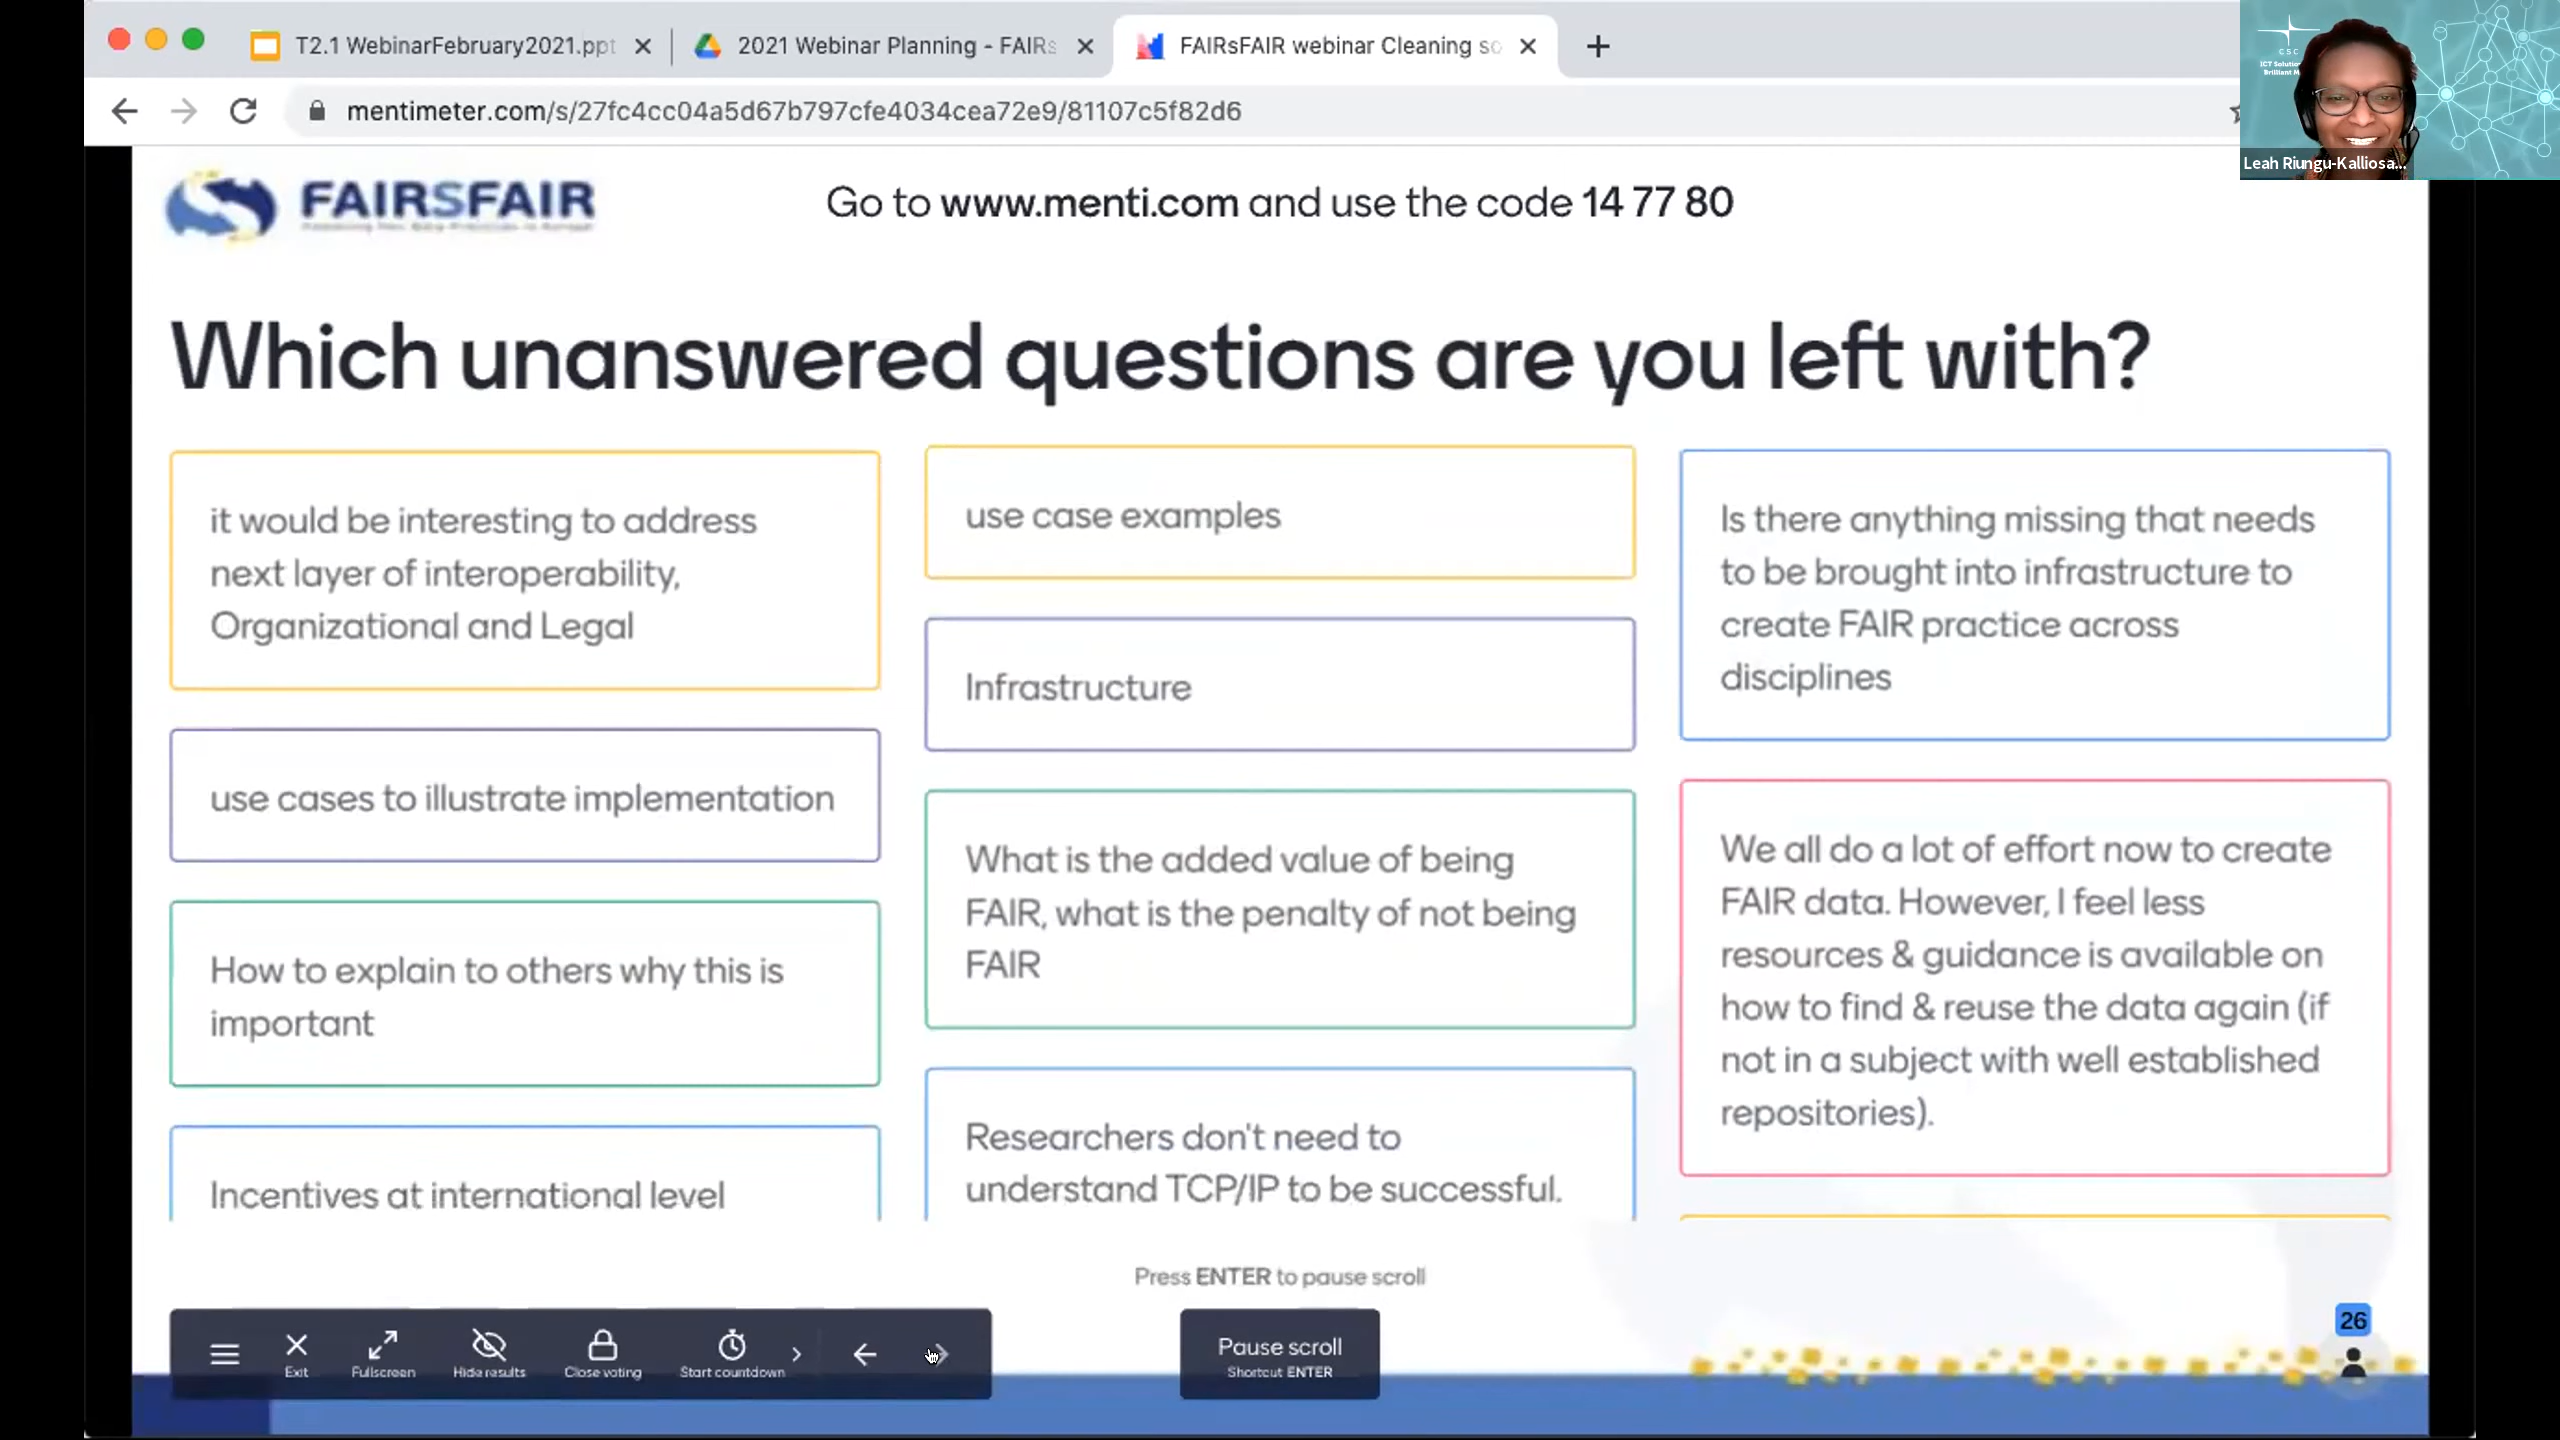 T2.1 WebinarFebruary2021.ppt
2021 Webinar Planning - FAIRs
FAIRsFAIR webinar Cleaning so
mentimeter.com/s/27fc4cc04a5d67b797cfe4034cea72e9/81107c5f82d6
CSC
ICT Solutio
Brilliant M
Leah Riungu-Kalliosa...
FAIRSFAIR
Go to www.menti.com and use the code 14 77 80
Which unanswered questions are you left with?
it would be interesting to address
next layer of interoperability,
Organizational and Legal
use cases to illustrate implementation
How to explain to others why this is
important
Incentives at international level
use case examples
Infrastructure
What is the added value of being
FAIR, what is the penalty of not being
FAIR
Researchers don't need to
understand TCP/IP to be successful.
Is there anything missing that needs
to be brought into infrastructure to
create FAIR practice across
disciplines
We all do a lot of effort now to create
FAIR data. However, I feel less
resources & guidance is available on
how to find & reuse the data again (if
not in a subject with well established
repositories).
Press ENTER to pause scroll
Exit
Fullscreen
Hide results
Close voting
Start countdown
Pause scroll
Shortcut ENTER
26